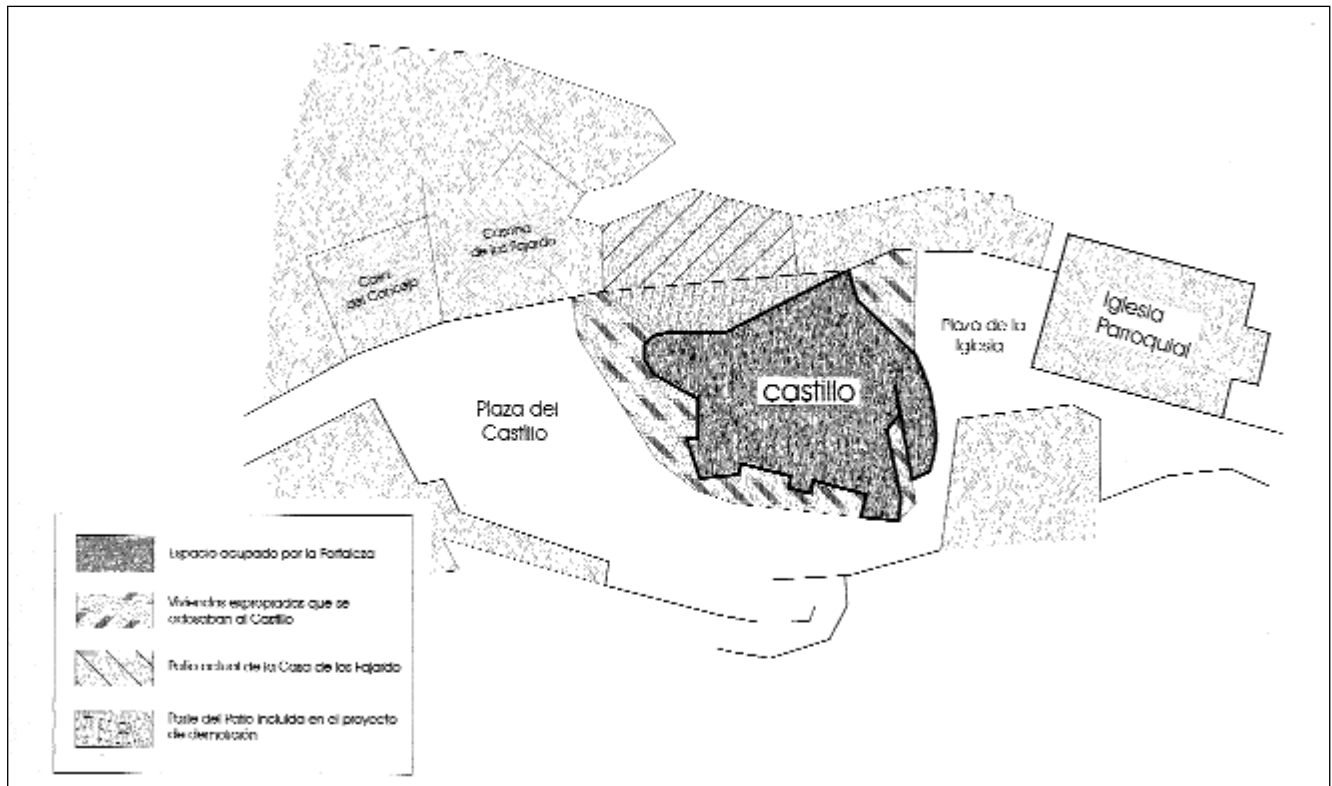 Casa
del Concejo
Casona
de los Fajardo
Plaza del
Castillo
castillo
Plaza de la
Iglesia
Iglesia
Parroquial
Espacio ocupado por la Fortaleza
Viviendas expropiadas que se
adosaban al Castillo
Patio actual de la Casa de los Fajardo
Parte del Patio incluida en el proyecto
de demolición